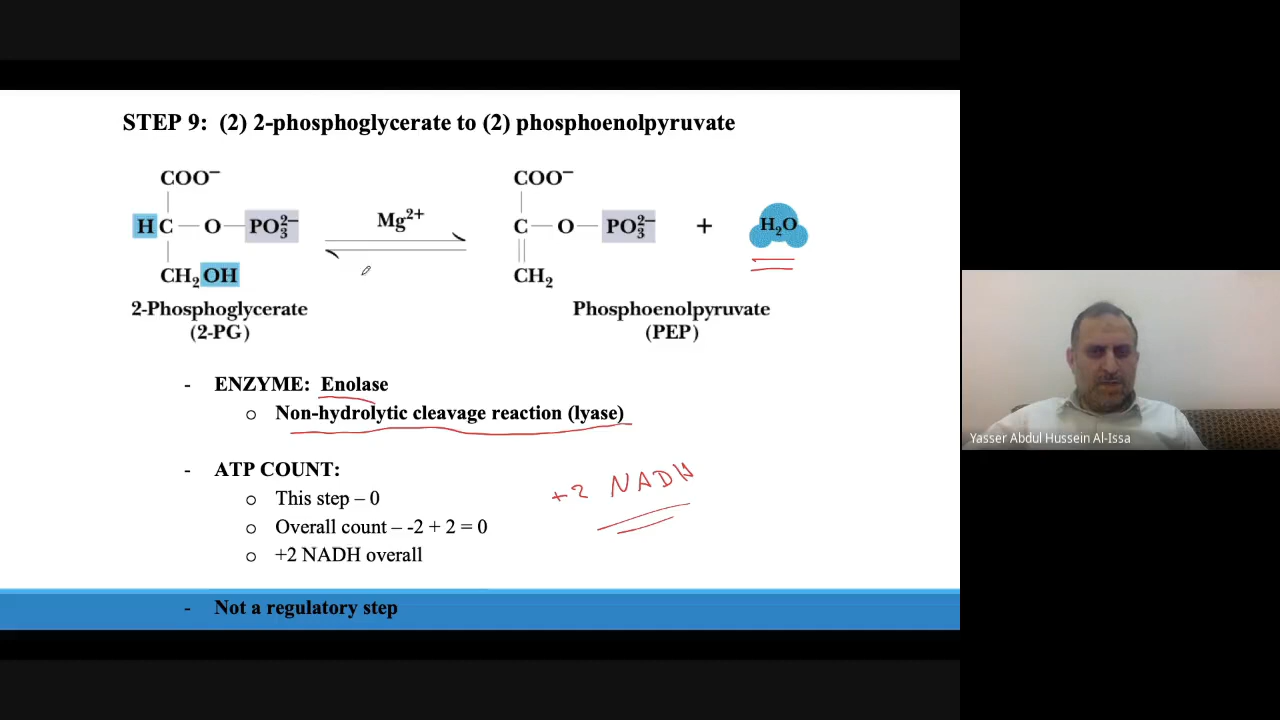 STEP 9: (2) 2-phosphoglycerate to (2) phosphoenolpyruvate
COO⁻ COO⁻
H C — O — PO₃²⁻ Mg²⁺ C — O — PO₃²⁻ + H₂O
CH₂OH CH₂
2-Phosphoglycerate Phosphoenolpyruvate
(2-PG) (PEP)
- ENZYME: Enolase
o Non-hydrolytic cleavage reaction (lyase)
- ATP COUNT:
+2 NADH
o This step – 0
o Overall count – -2 + 2 = 0
o +2 NADH overall
- Not a regulatory step
Yasser Abdul Hussein Al-Issa